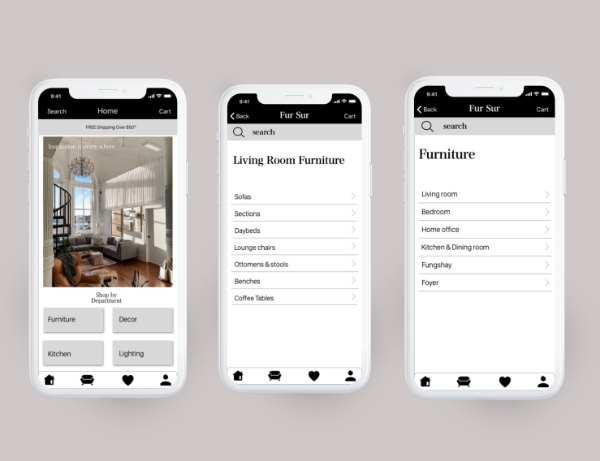 9:41
Search Home Cart
FREE Shipping Over $50*
Inspiration is every where
Shop by
Department
Furniture Decor
Kitchen Lighting
9:41
Back Fur Sur Cart
search
Living Room Furniture
Sofas
Sections
Daybeds
Lounge chairs
Ottomens & stools
Benches
Coffee Tables
9:41
Back Fur Sur Cart
search
Furniture
Living room
Bedroom
Home office
Kitchen & Dining room
Fungshay
Foyer